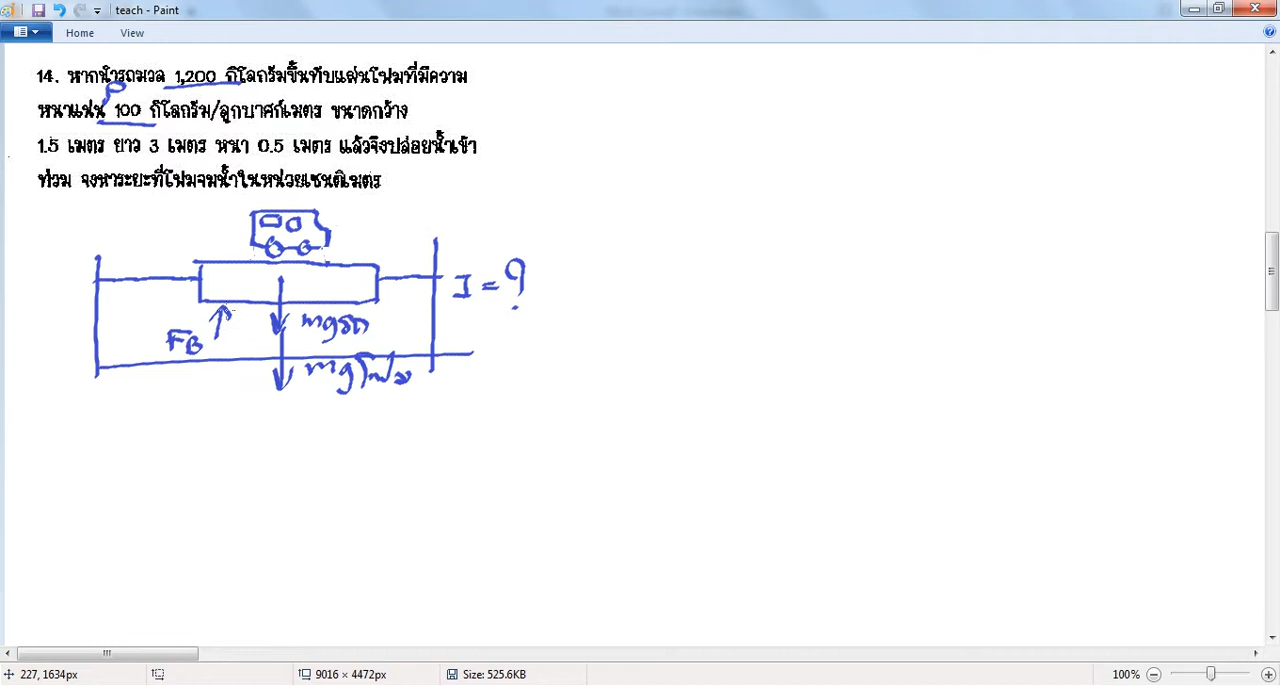 teach - Paint
Home
View
14. หากนำรถมวล 1,200 กิโลกรัมขึ้นทับแผ่นโฟมที่มีความ
ρ
หนาแน่น 100 กิโลกรัม/ลูกบาศก์เมตร ขนาดกว้าง
1.5 เมตร ยาว 3 เมตร หนา 0.5 เมตร แล้วจึงปล่อยน้ำเข้า
ท่วม จงหาระยะที่โฟมจมน้ำในหน่วยเซนติเมตร
I = ?
mgรถ
FB
mgโฟม
227, 1634px
9016 × 4472px
Size: 525.6KB
100%